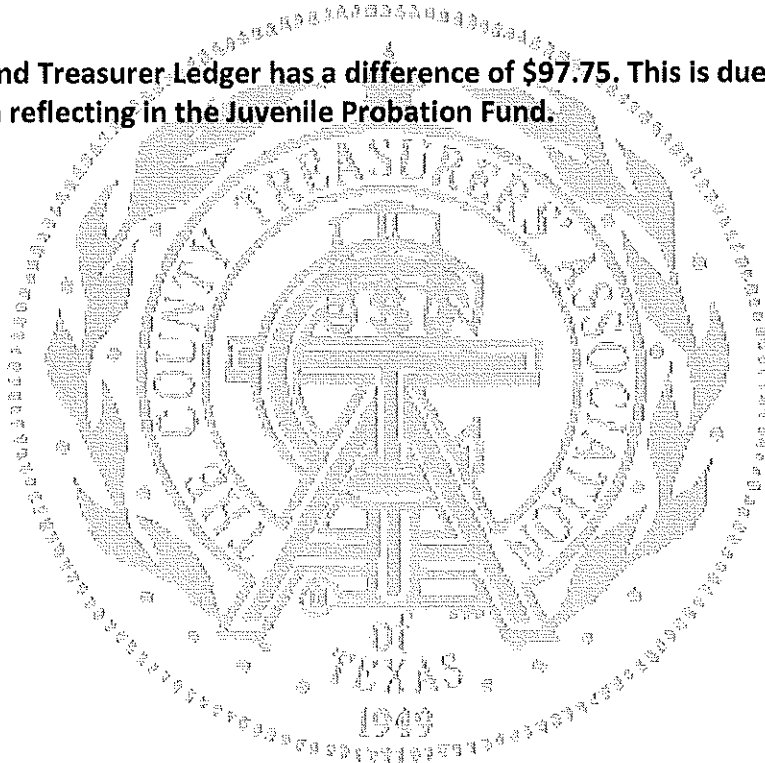 nd Treasurer Ledger has a difference of $97.75. This is due
reflecting in the Juvenile Probation Fund.
THE COUNTY TREASURERS' ASSOCIATION
OF
TEXAS
1949